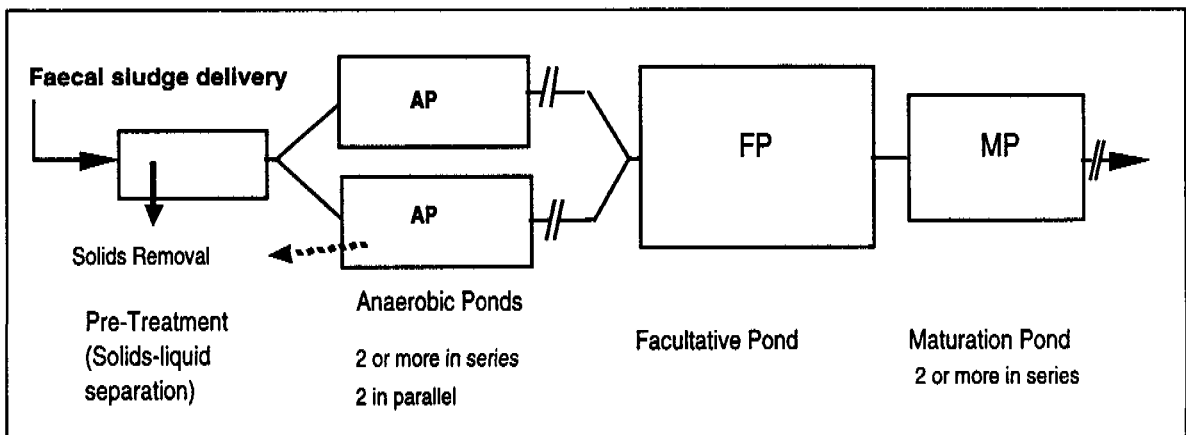 Faecal sludge delivery
AP
AP
FP
MP
Solids Removal
Pre-Treatment
(Solids-liquid
separation)
Anaerobic Ponds
2 or more in series
2 in parallel
Facultative Pond
Maturation Pond
2 or more in series